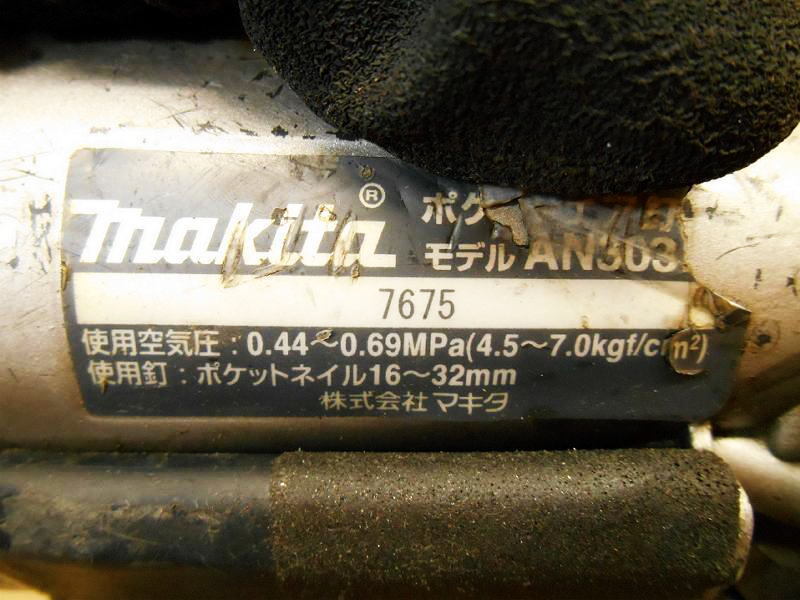 makita®
ポケ
モデル AN303
7675
使用空気圧：0.44～0.69MPa(4.5～7.0kgf/cm²)
使用釘：ポケットネイル16～32mm
株式会社マキタ